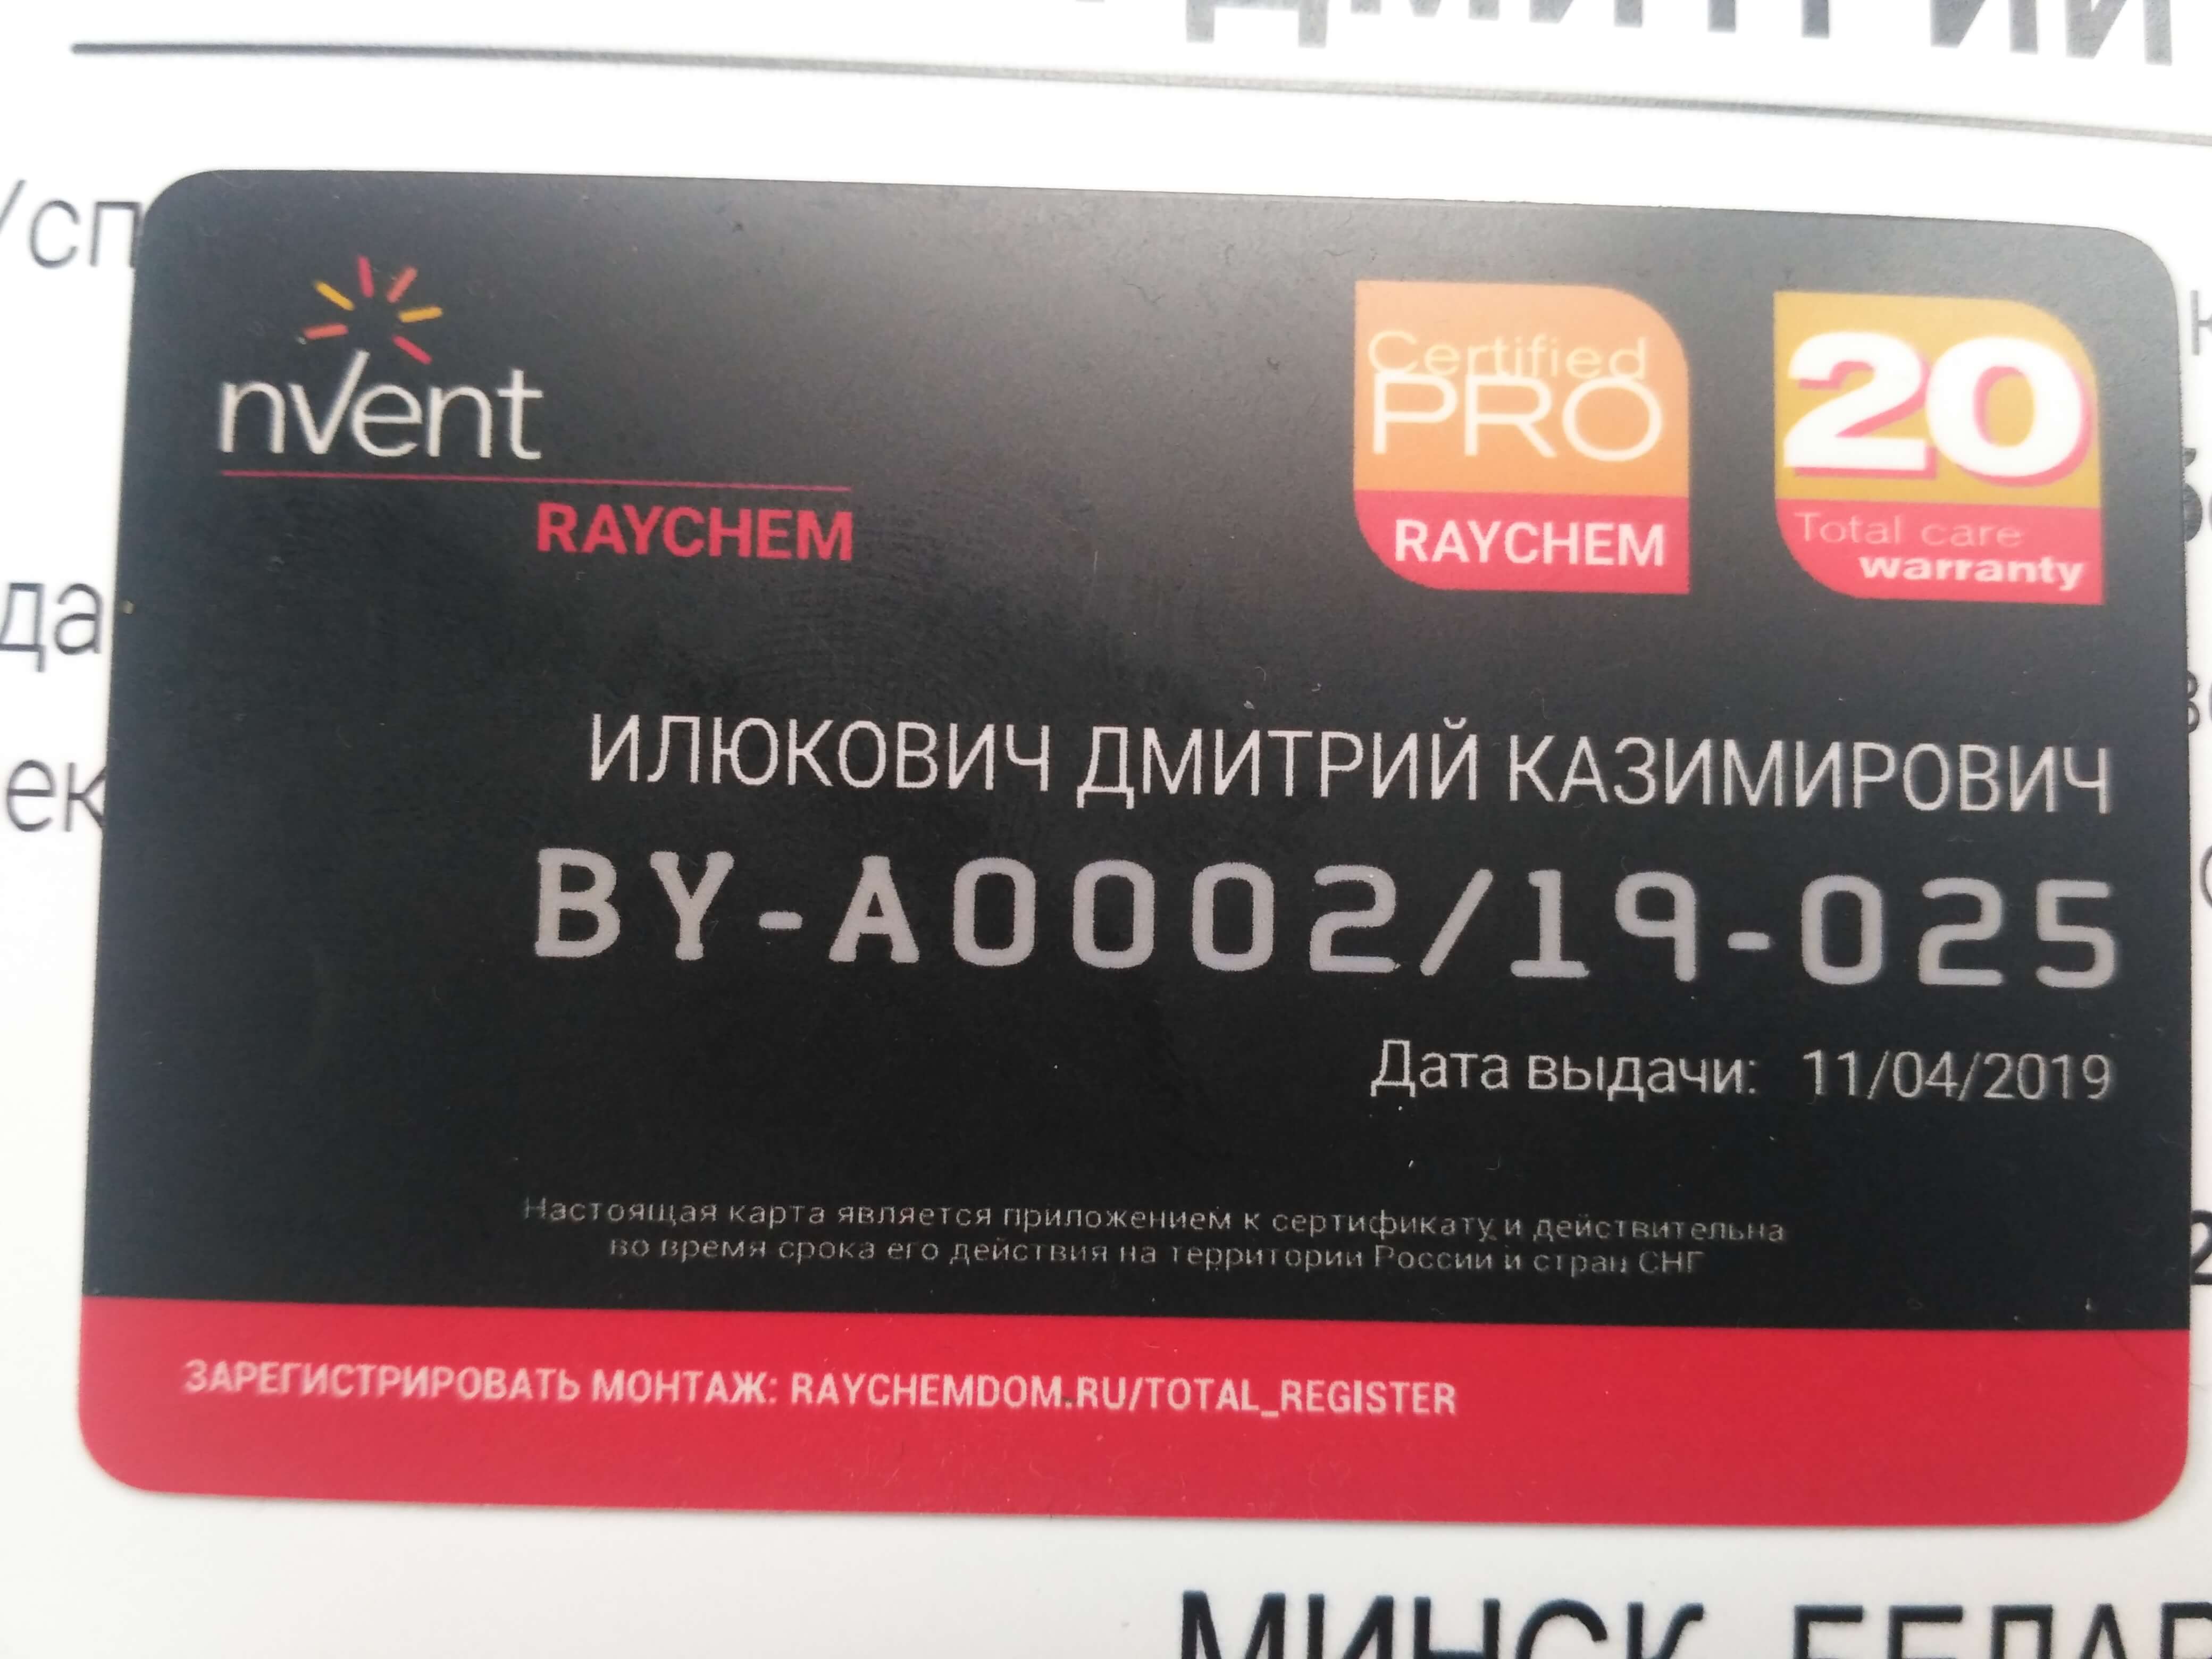 ДМИТРИЙ
nVent
RAYCHEM
Certified
PRO
RAYCHEM
20
Total care
warranty
ИЛЮКОВИЧ ДМИТРИЙ КАЗИМИРОВИЧ
BY-A0002/19-025
Дата выдачи: 11/04/2019
Настоящая карта является приложением к сертификату и действительна
во время срока его действия на территории России и стран СНГ
ЗАРЕГИСТРИРОВАТЬ МОНТАЖ: RAYCHEMDOM.RU/TOTAL_REGISTER
МИНСК